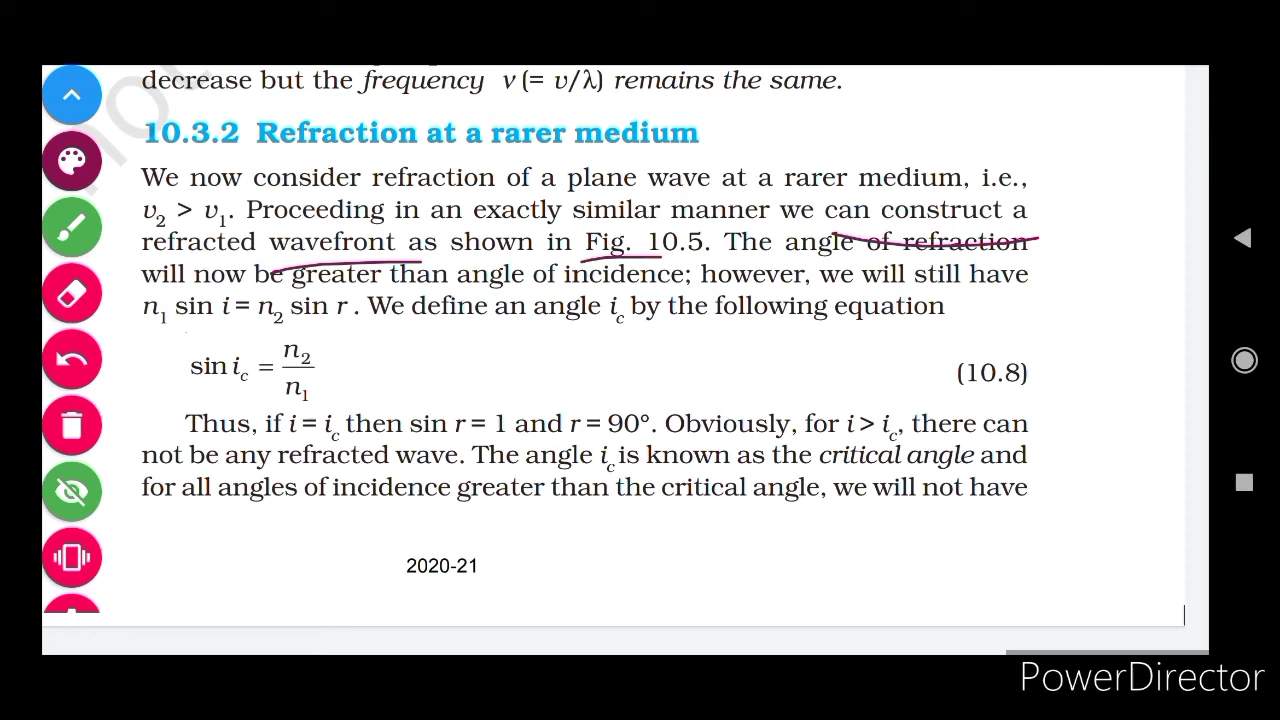 decrease but the frequency ν (= υ/λ) remains the same.
10.3.2 Refraction at a rarer medium
We now consider refraction of a plane wave at a rarer medium, i.e.,
υ₂ > υ₁. Proceeding in an exactly similar manner we can construct a
refracted wavefront as shown in Fig. 10.5. The angle of refraction
will now be greater than angle of incidence; however, we will still have
n₁ sin i = n₂ sin r . We define an angle i_c by the following equation
sin i_c = n₂/n₁ (10.8)
Thus, if i = i_c then sin r = 1 and r = 90°. Obviously, for i > i_c, there can
not be any refracted wave. The angle i_c is known as the critical angle and
for all angles of incidence greater than the critical angle, we will not have
2020-21
PowerDirector